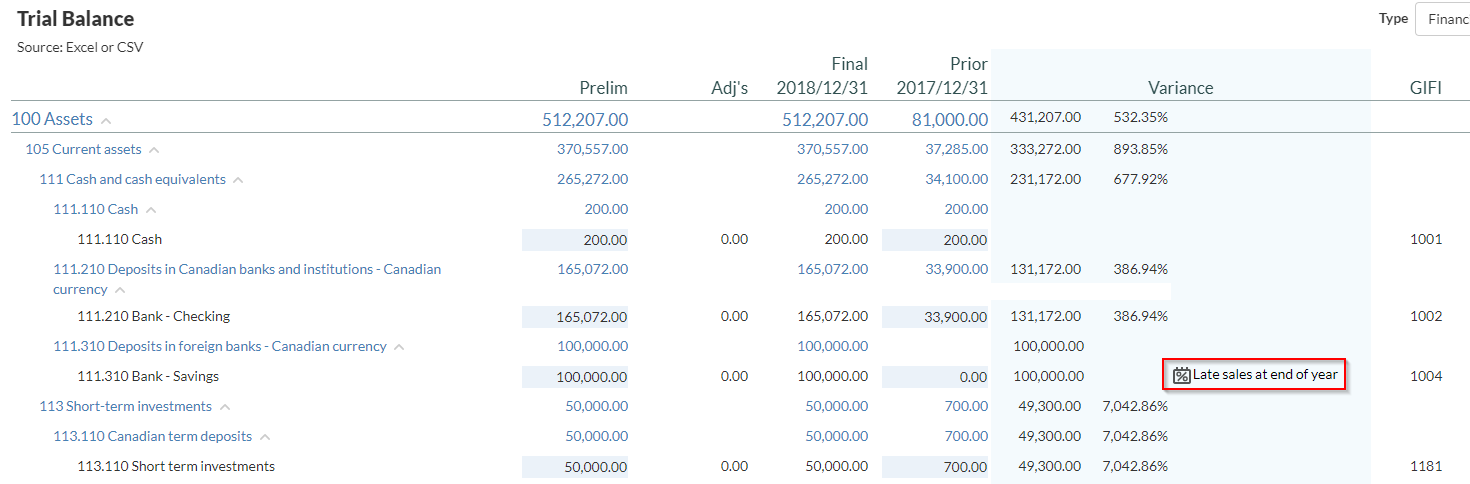 Trial Balance
Type Financ
Source: Excel or CSV
Final Prior
Prelim Adj's 2018/12/31 2017/12/31 Variance GIFI
100 Assets 512,207.00 512,207.00 81,000.00 431,207.00 532.35%
105 Current assets 370,557.00 370,557.00 37,285.00 333,272.00 893.85%
111 Cash and cash equivalents 265,272.00 265,272.00 34,100.00 231,172.00 677.92%
111.110 Cash 200.00 200.00 200.00
111.110 Cash 200.00 0.00 200.00 200.00 1001
111.210 Deposits in Canadian banks and institutions - Canadian 165,072.00 165,072.00 33,900.00 131,172.00 386.94%
currency
111.210 Bank - Checking 165,072.00 0.00 165,072.00 33,900.00 131,172.00 386.94% 1002
111.310 Deposits in foreign banks - Canadian currency 100,000.00 100,000.00 100,000.00
111.310 Bank - Savings 100,000.00 0.00 100,000.00 0.00 100,000.00 % Late sales at end of year 1004
113 Short-term investments 50,000.00 50,000.00 700.00 49,300.00 7,042.86%
113.110 Canadian term deposits 50,000.00 50,000.00 700.00 49,300.00 7,042.86%
113.110 Short term investments 50,000.00 0.00 50,000.00 700.00 49,300.00 7,042.86% 1181